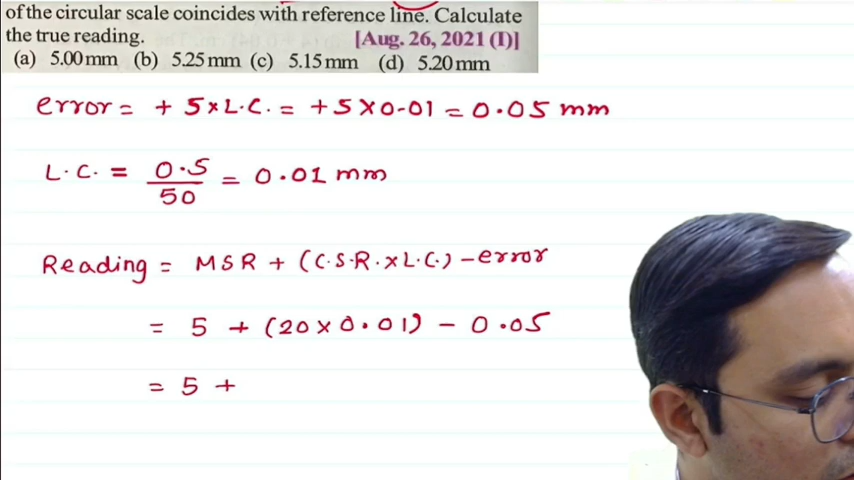 of the circular scale coincides with reference line. Calculate
the true reading. [Aug. 26, 2021 (I)]
(a) 5.00 mm (b) 5.25 mm (c) 5.15 mm (d) 5.20 mm
error = + 5 × L.C. = + 5 × 0.01 = 0.05 mm
L.C. = 0.5/50 = 0.01 mm
Reading = MSR + (C.S.R. × L.C.) - error
= 5 + (20 × 0.01) - 0.05
= 5 +